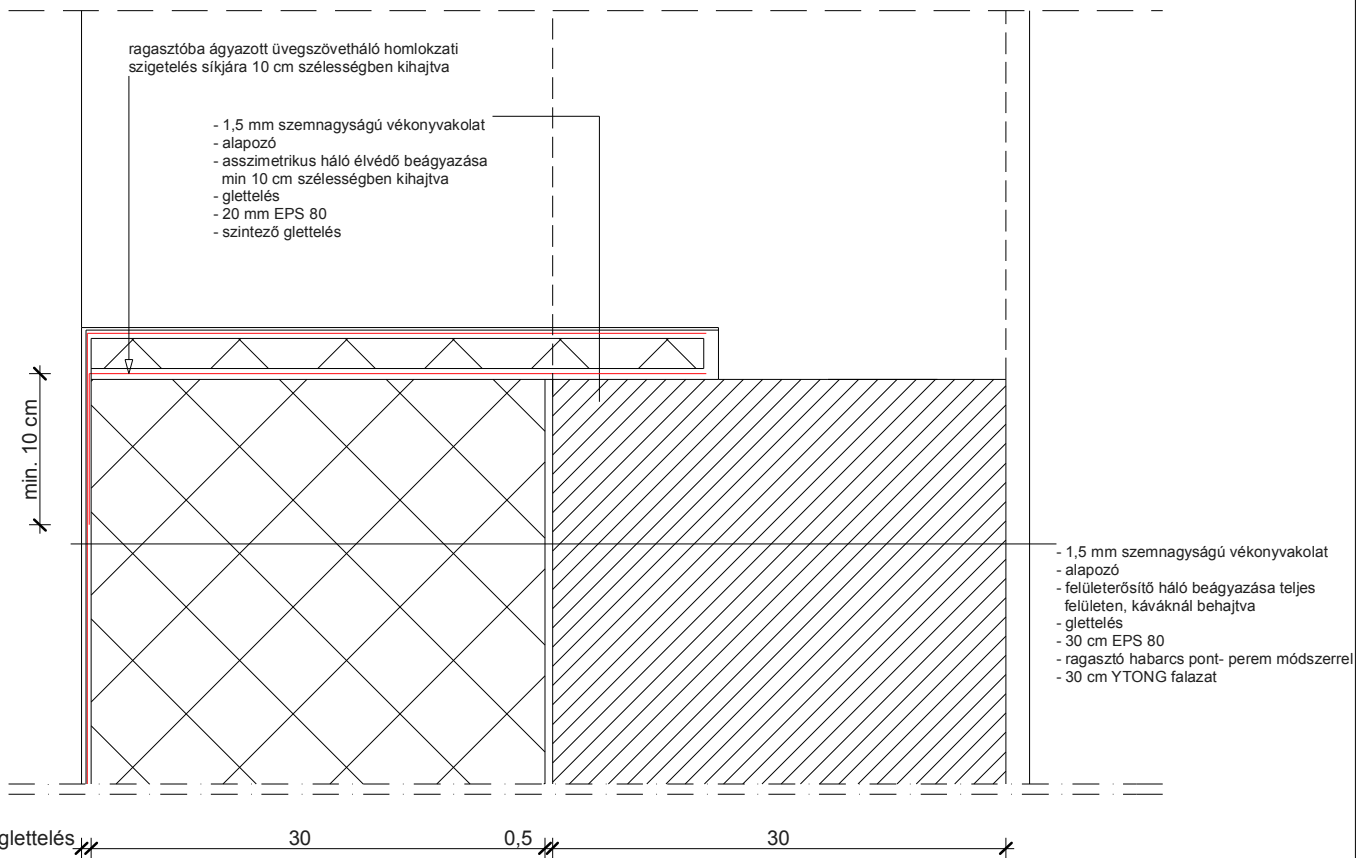 ragasztóba ágyazott üvegszövetháló homlokzati
szigetelés síkjára 10 cm szélességben kihajtva
- 1,5 mm szemnagyságú vékonyvakolat
- alapozó
- asszimetrikus háló élvédő beágyazása
min 10 cm szélességben kihajtva
- glettelés
- 20 mm EPS 80
- szintező glettelés
min. 10 cm
- 1,5 mm szemnagyságú vékonyvakolat
- alapozó
- felületerősítő háló beágyazása teljes
felületen, káváknál behajtva
- glettelés
- 30 cm EPS 80
- ragasztó habarcs pont- perem módszerrel
- 30 cm YTONG falazat
glettelés 30 0,5 30